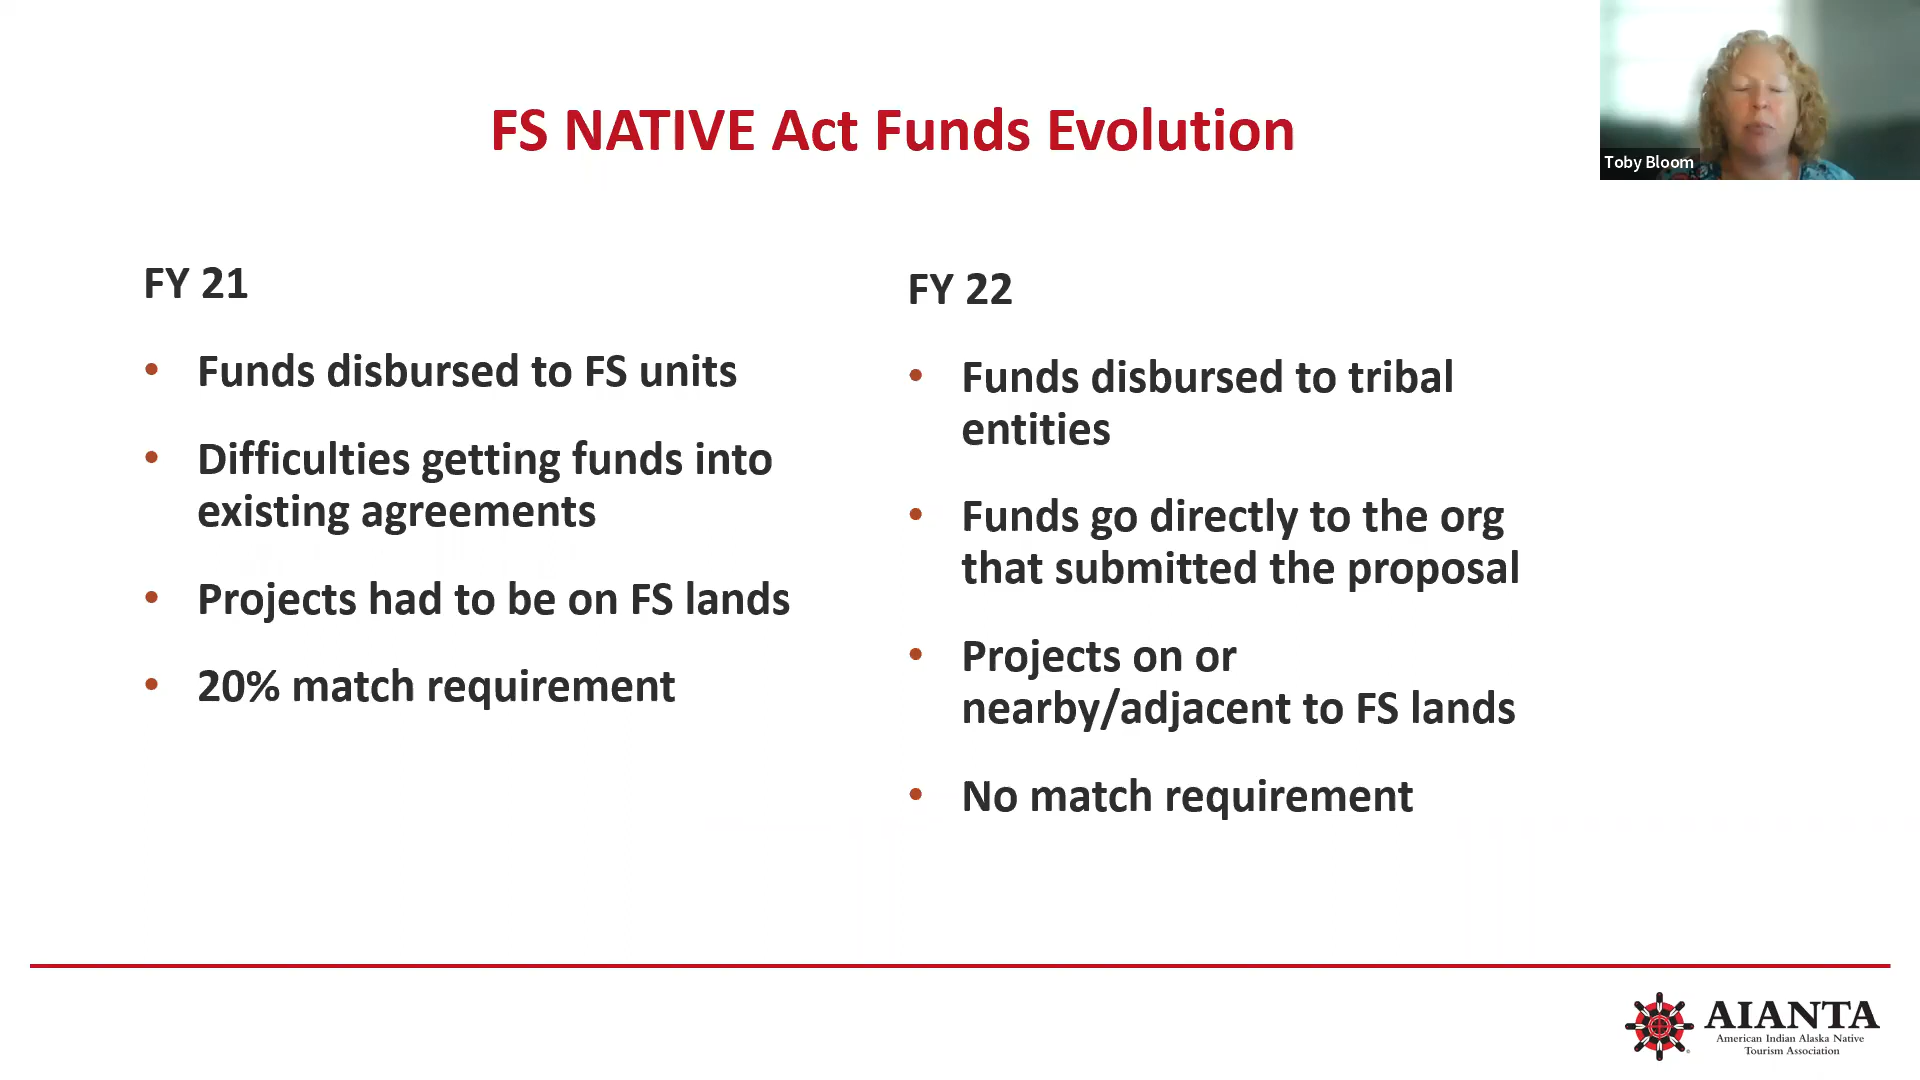 FS NATIVE Act Funds Evolution
Toby Bloom
FY 21
• Funds disbursed to FS units
• Difficulties getting funds into
existing agreements
• Projects had to be on FS lands
• 20% match requirement
FY 22
• Funds disbursed to tribal
entities
• Funds go directly to the org
that submitted the proposal
• Projects on or
nearby/adjacent to FS lands
• No match requirement
AIANTA
American Indian Alaska Native
Tourism Association